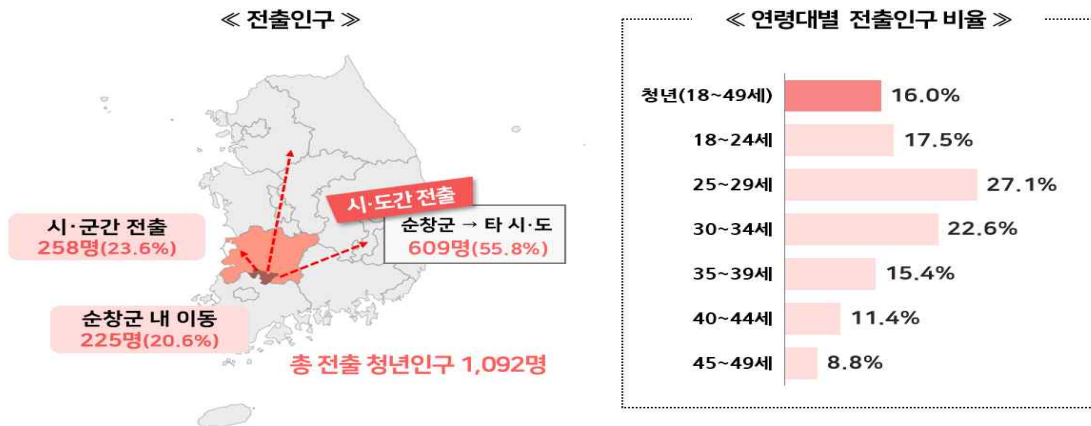 ≪ 전출인구 ≫
시·도간 전출
순창군 → 타 시·도
609명(55.8%)
시·군간 전출
258명(23.6%)
순창군 내 이동
225명(20.6%)
총 전출 청년인구 1,092명
≪ 연령대별 전출인구 비율 ≫
청년(18~49세) 16.0%
18~24세 17.5%
25~29세 27.1%
30~34세 22.6%
35~39세 15.4%
40~44세 11.4%
45~49세 8.8%